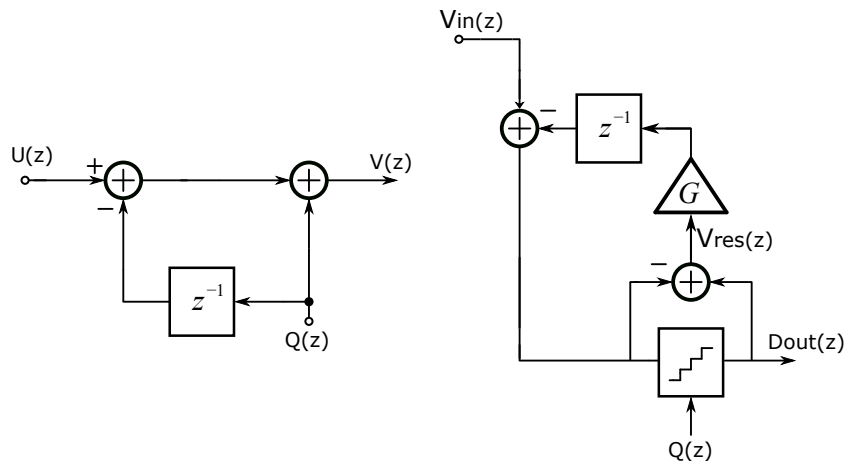 U(z)
+
+
+
V(z)
−
z⁻¹
Q(z)
Vin(z)
−
+
z⁻¹
G
Vres(z)
−
+
Dout(z)
Q(z)